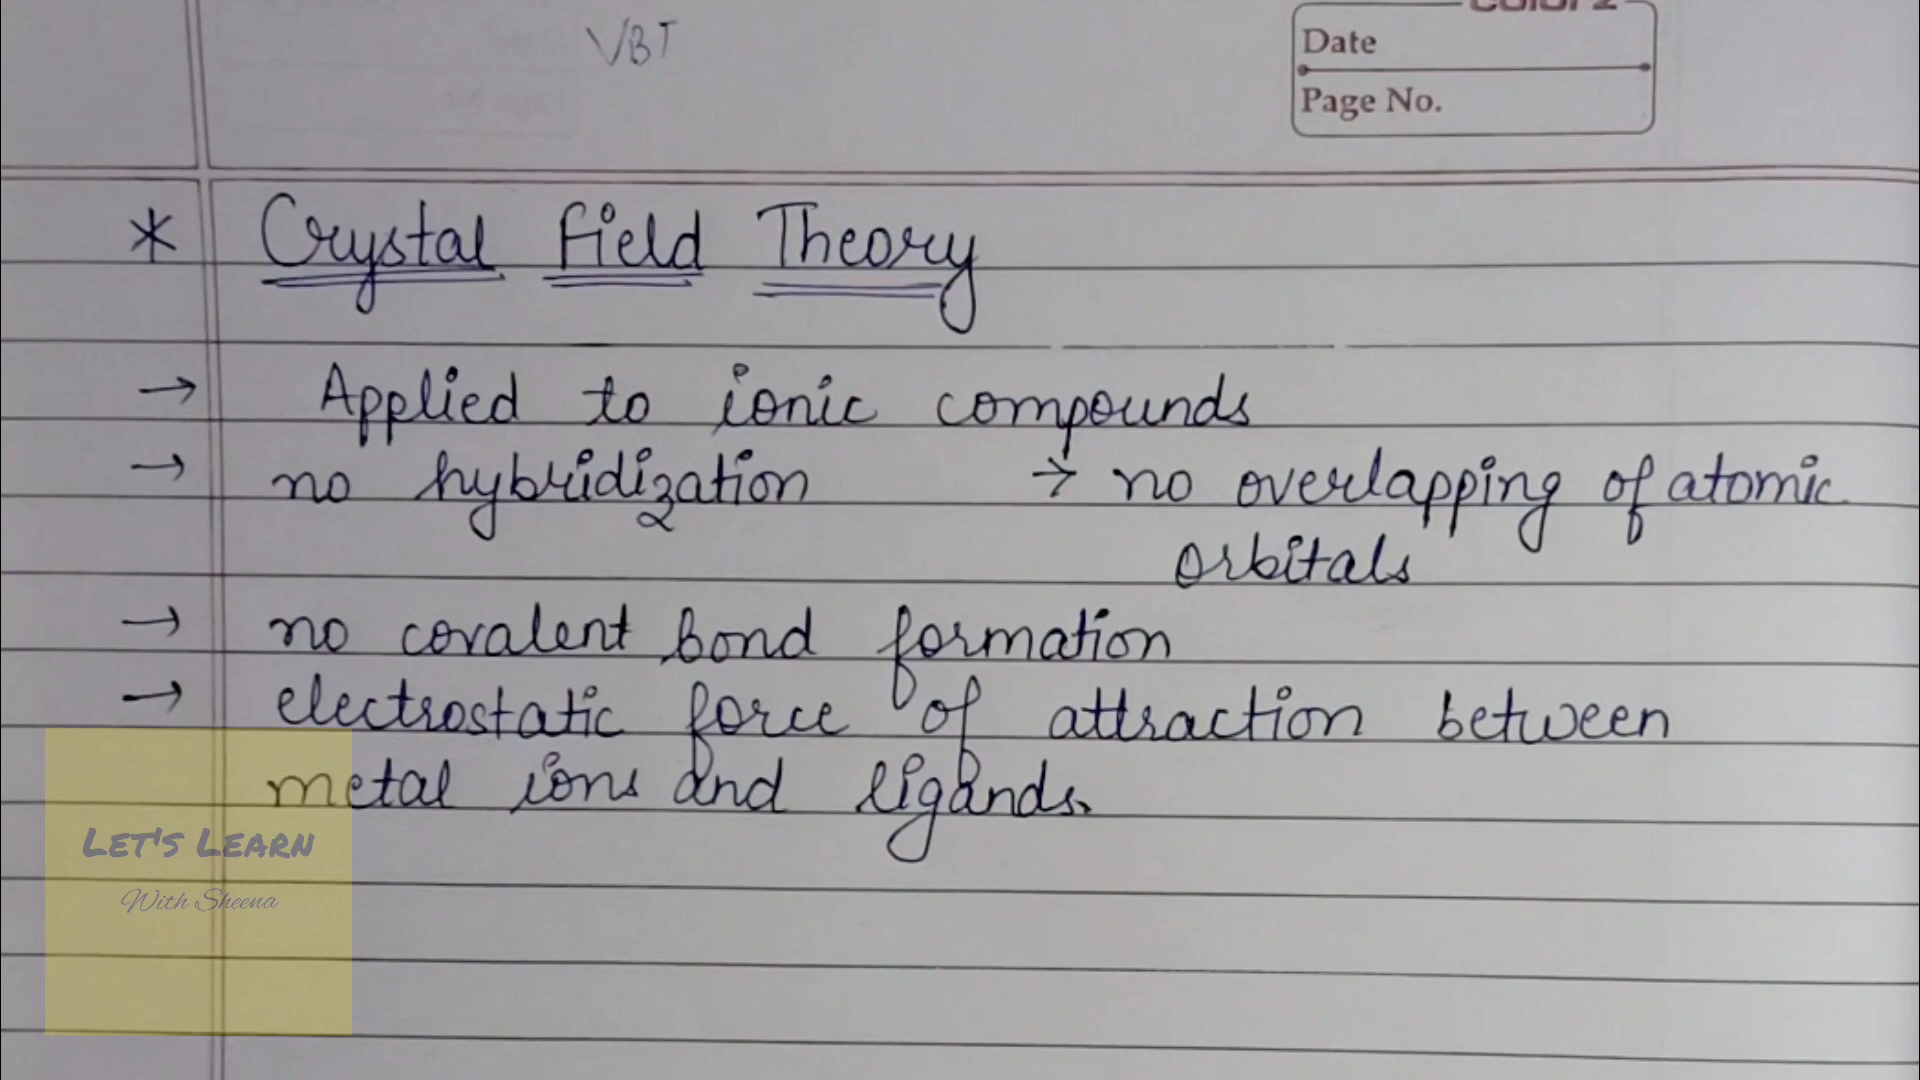 VBT
Date
Page No.
* Crystal Field Theory
→ Applied to ionic compounds
→ no hybridization → no overlapping of atomic
orbitals
→ no covalent bond formation
→ electrostatic force of attraction between
metal ions and ligands.
LET'S LEARN
With Sheena